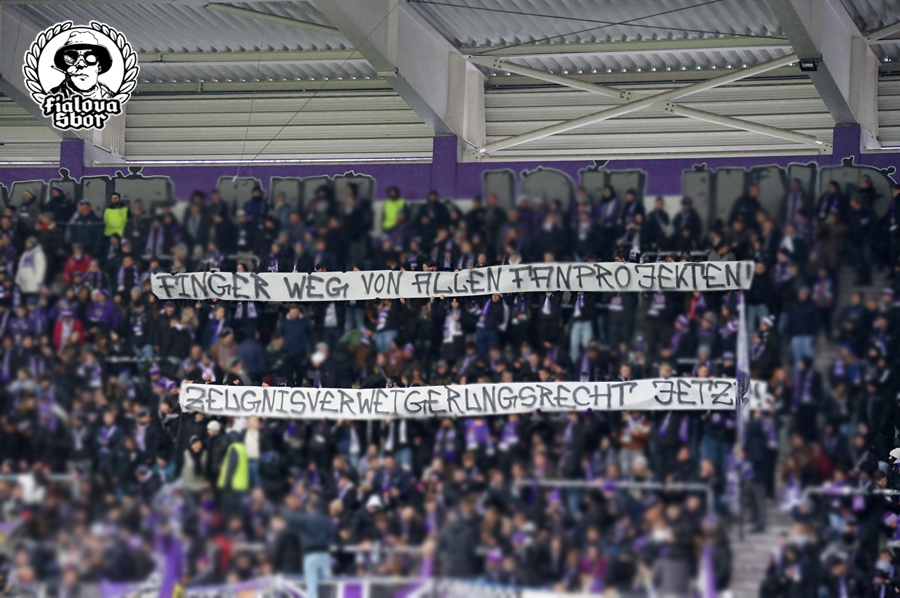 Fialova
Sbor
FINGER WEG VON ALLEN FANPROJEKTEN!
ZEUGNISVERWEIGERUNGSRECHT JETZT!